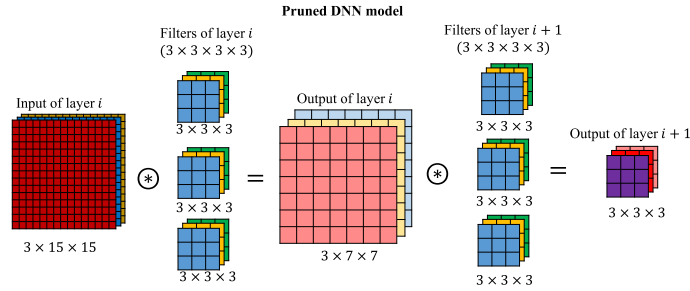 Pruned DNN model
Filters of layer i
(3 × 3 × 3 × 3)
Filters of layer i + 1
(3 × 3 × 3 × 3)
Input of layer i
3 × 15 × 15
⊛
3 × 3 × 3
3 × 3 × 3
3 × 3 × 3
=
Output of layer i
3 × 7 × 7
⊛
3 × 3 × 3
3 × 3 × 3
3 × 3 × 3
=
Output of layer i + 1
3 × 3 × 3